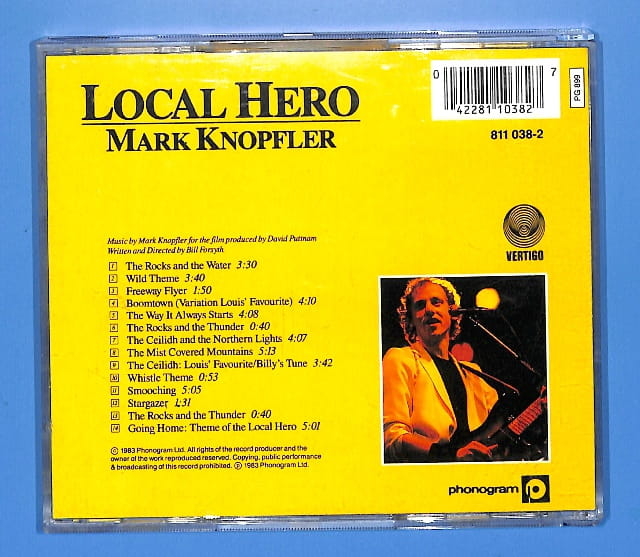 LOCAL HERO
MARK KNOPFLER
0 42281 10382 7
PG 899
811 038-2
VERTIGO
Music by Mark Knopfler for the film produced by David Puttnam
Written and Directed by Bill Forsyth
1 The Rocks and the Water 3:30
2 Wild Theme 3:40
3 Freeway Flyer 1:50
4 Boomtown (Variation Louis' Favourite) 4:10
5 The Way It Always Starts 4:08
6 The Rocks and the Thunder 0:40
7 The Ceilidh and the Northern Lights 4:07
8 The Mist Covered Mountains 5:13
9 The Ceilidh: Louis' Favourite/Billy's Tune 3:42
10 Whistle Theme 0:53
11 Smooching 5:05
12 Stargazer 1:31
13 The Rocks and the Thunder 0:40
14 Going Home: Theme of the Local Hero 5:01
© 1983 Phonogram Ltd. All rights of the record producer and the
owner of the work reproduced reserved. Copying, public performance
& broadcasting of this record prohibited. ℗ 1983 Phonogram Ltd.
phonogram p